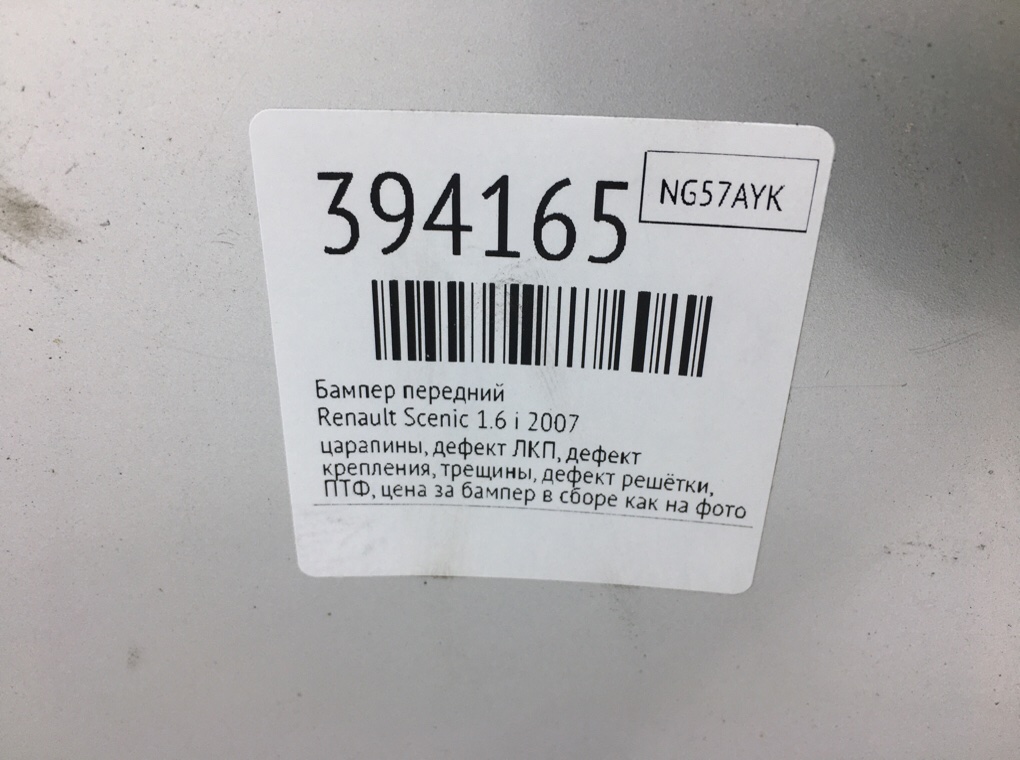 394165
NG57AYK
Бампер передний
Renault Scenic 1.6 i 2007
царапины, дефект ЛКП, дефект
крепления, трещины, дефект решётки,
ПТФ, цена за бампер в сборе как на фото